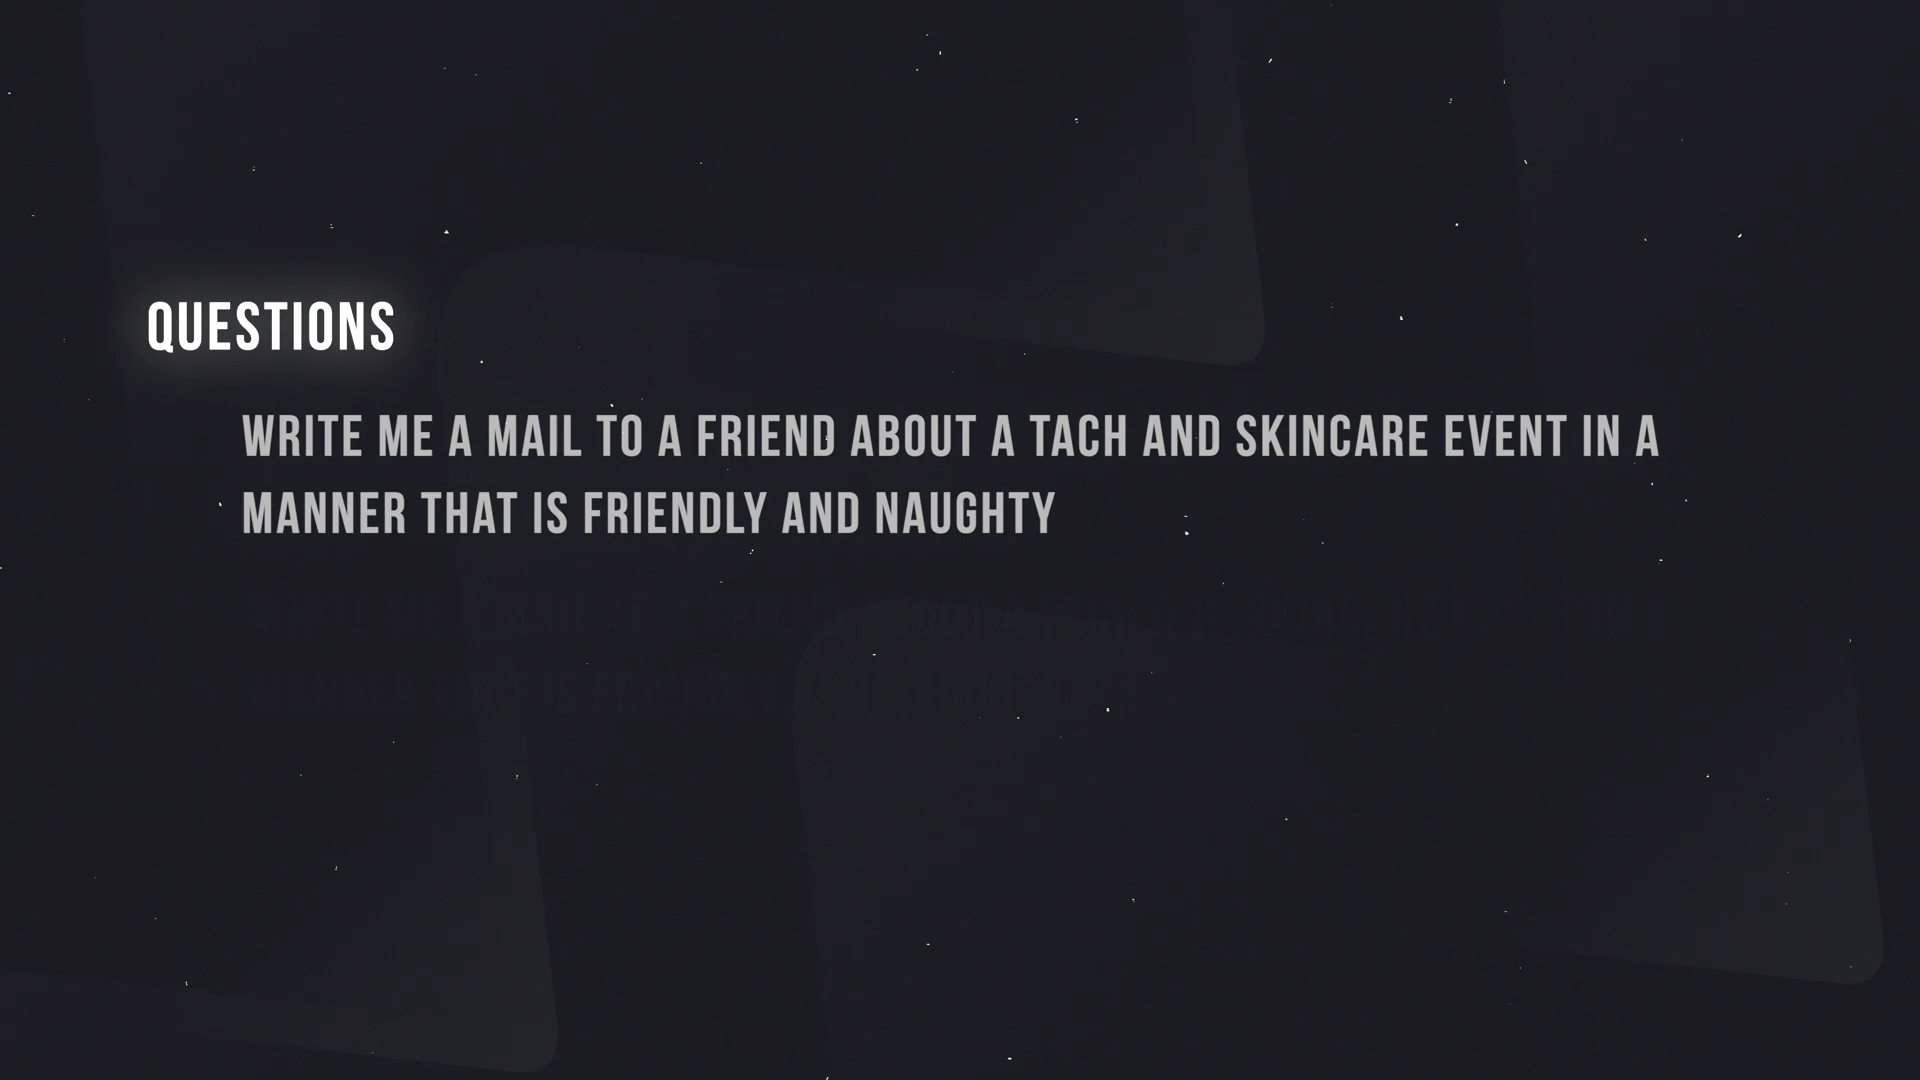 QUESTIONS
WRITE ME A MAIL TO A FRIEND ABOUT A TACH AND SKINCARE EVENT IN A
MANNER THAT IS FRIENDLY AND NAUGHTY